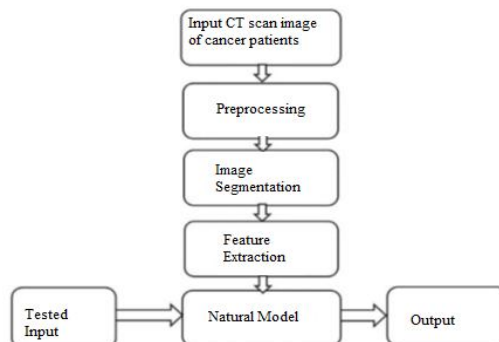 Input CT scan image
of cancer patients
Preprocessing
Image
Segmentation
Feature
Extraction
Tested
Input
Natural Model
Output